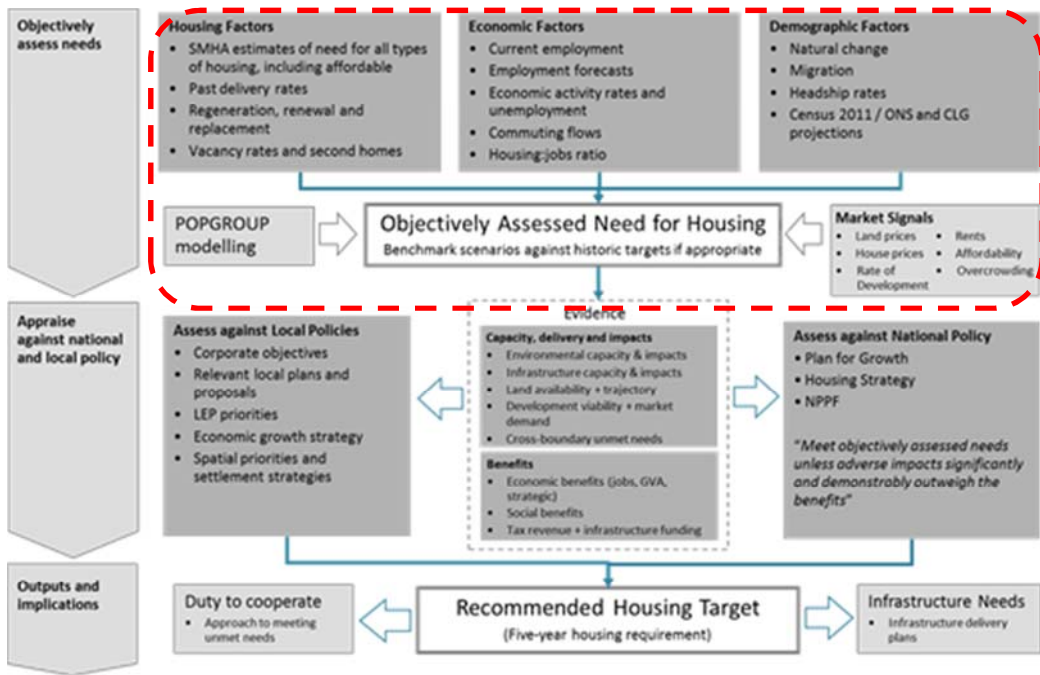 Objectively
assess needs
Housing Factors
SMHA estimates of need for all types
of housing, including affordable
Past delivery rates
Regeneration, renewal and
replacement
Vacancy rates and second homes
Economic Factors
Current employment
Employment forecasts
Economic activity rates and
unemployment
Commuting flows
Housing:jobs ratio
Demographic Factors
Natural change
Migration
Headship rates
Census 2011 / ONS and CLG
projections
POPGROUP
modelling
Objectively Assessed Need for Housing
Benchmark scenarios against historic targets if appropriate
Market Signals
Land prices
House prices
Rate of
Development
Rents
Affordability
Overcrowding
Appraise
against national
and local policy
Assess against Local Policies
Corporate objectives
Relevant local plans and
proposals
LEP priorities
Economic growth strategy
Spatial priorities and
settlement strategies
Evidence
Capacity, delivery and impacts
Environmental capacity & impacts
Infrastructure capacity & impacts
Land availability + trajectory
Development viability + market
demand
Cross-boundary unmet needs
Benefits
Economic benefits (jobs, GVA,
strategic)
Social benefits
Tax revenue + infrastructure funding
Assess against National Policy
Plan for Growth
Housing Strategy
NPPF
"Meet objectively assessed needs
unless adverse impacts significantly
and demonstrably outweigh the
benefits"
Outputs and
implications
Duty to cooperate
Approach to meeting
unmet needs
Recommended Housing Target
(Five-year housing requirement)
Infrastructure Needs
Infrastructure delivery
plans